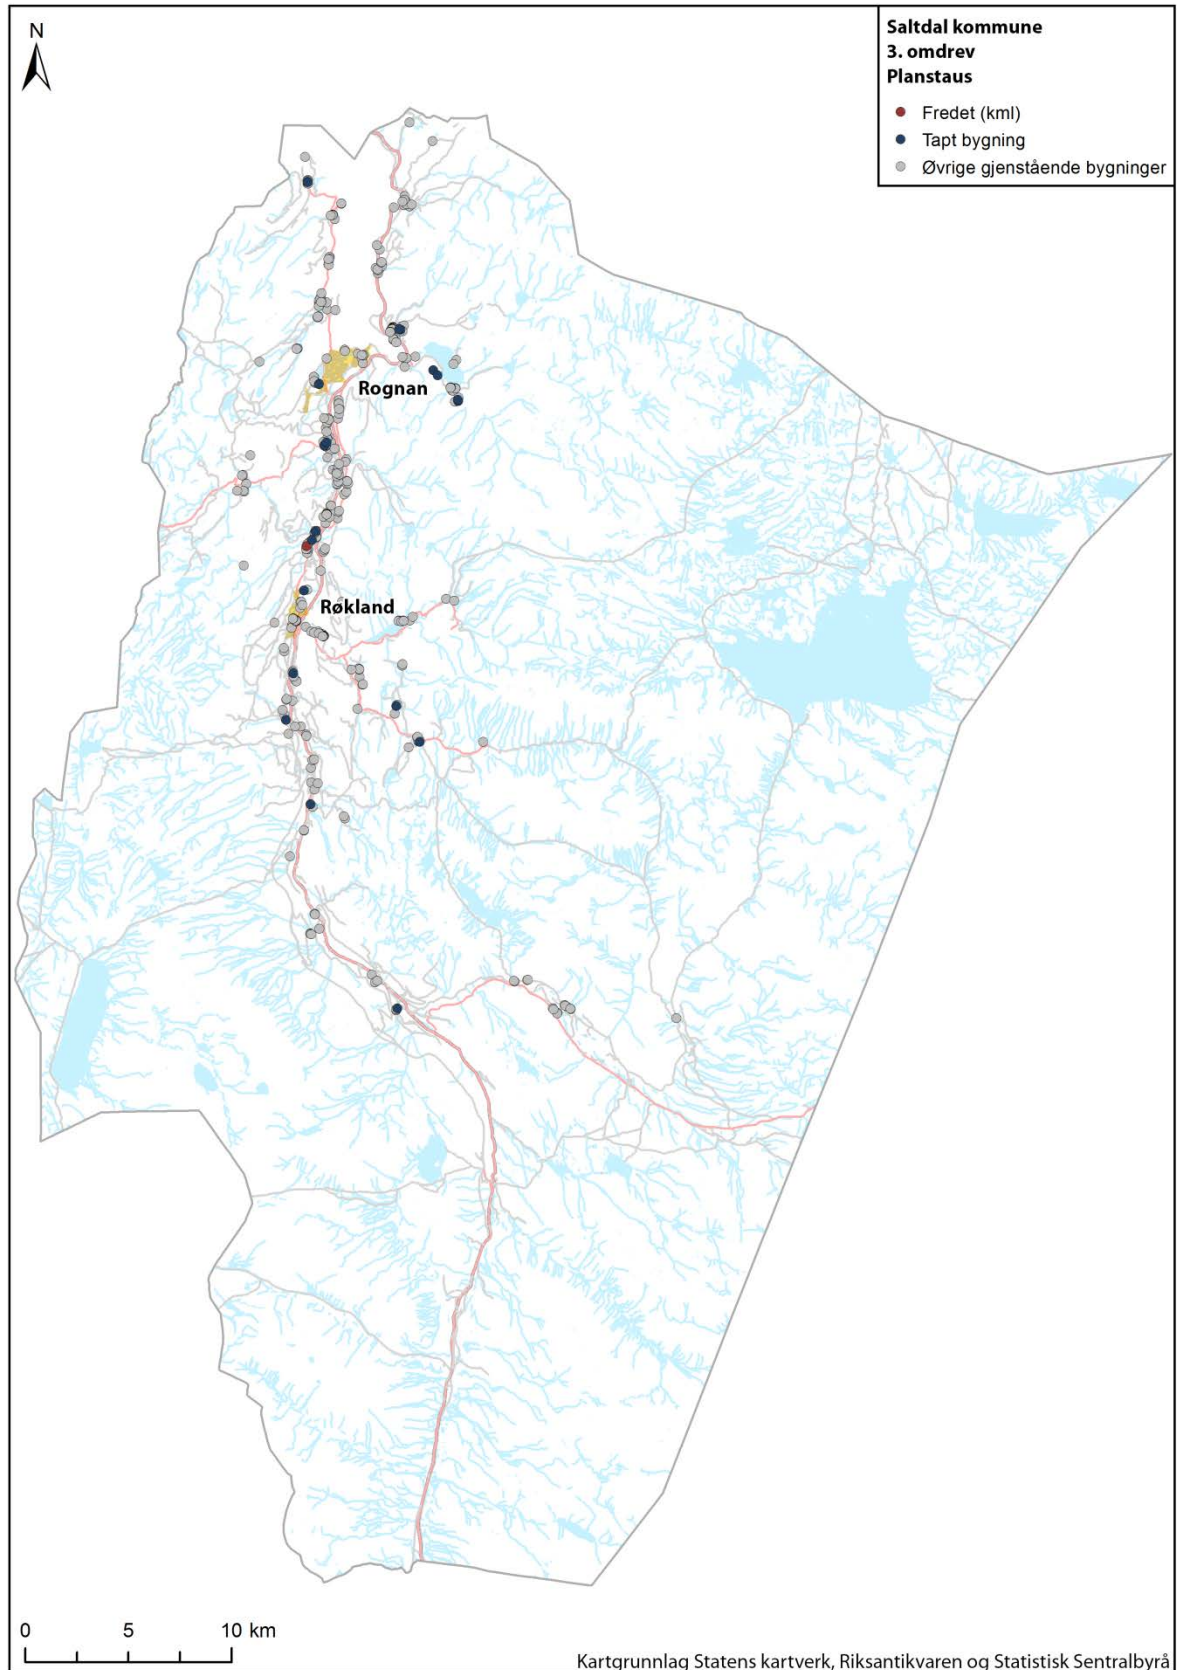 N
Saltdal kommune
3. omdrev
Planstaus
Fredet (kml)
Tapt bygning
Øvrige gjenstående bygninger
Rognan
Røkland
0 5 10 km
Kartgrunnlag Statens kartverk, Riksantikvaren og Statistisk Sentralbyrå